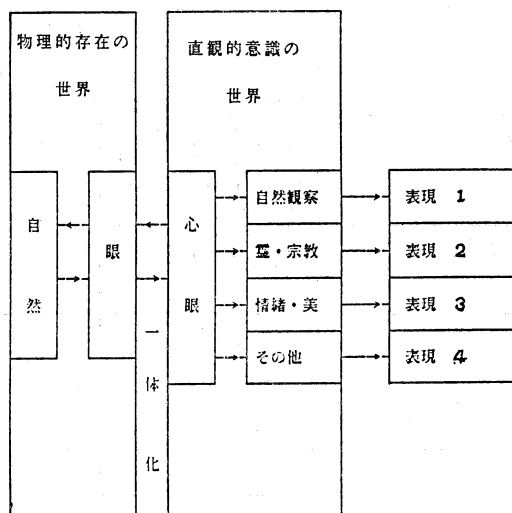 物理的存在の
世界
直観的意識の
世界
自然
眼
一体化
心眼
自然観察
霊・宗教
情緒・美
その他
表現 1
表現 2
表現 3
表現 4